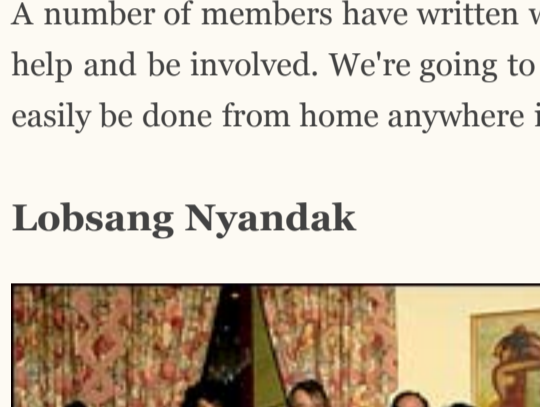 A number of members have written
help and be involved. We're going to
easily be done from home anywhere
Lobsang Nyandak